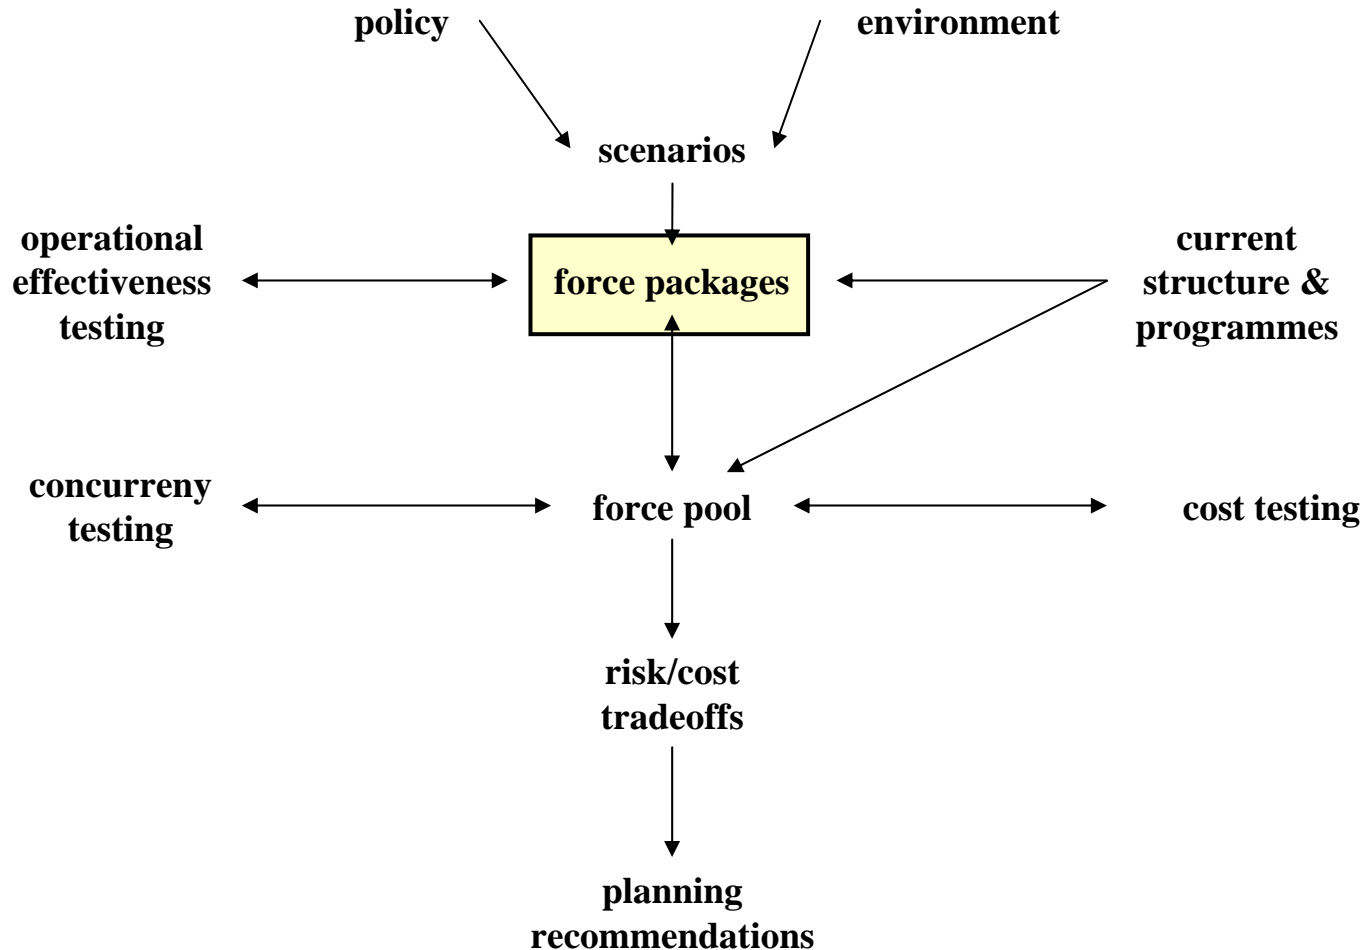 policy
environment
scenarios
operational
effectiveness
testing
force packages
current
structure &
programmes
concurreny
testing
force pool
cost testing
risk/cost
tradeoffs
planning
recommendations